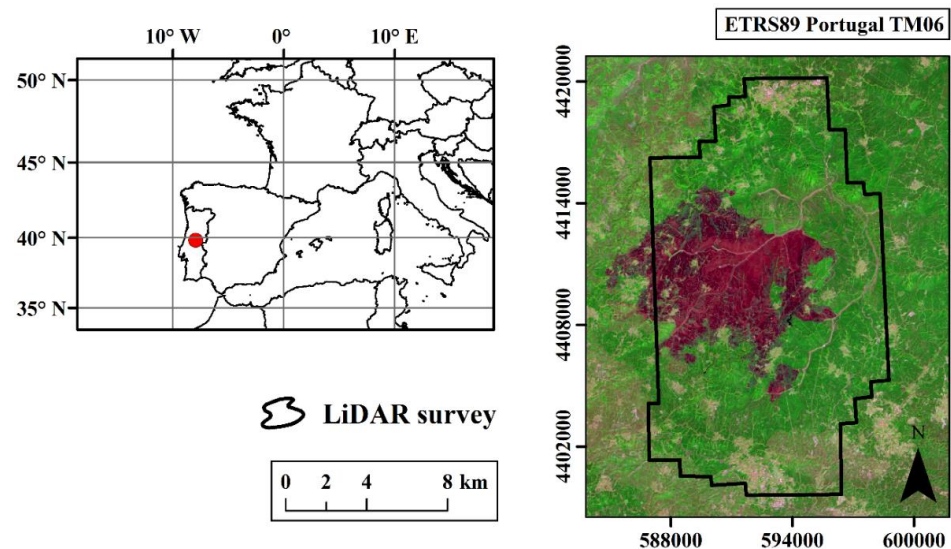 ETRS89 Portugal TM06
10° W 0° 10° E
50° N
45° N
40° N
35° N
LiDAR survey
0 2 4 8 km
4420000
4414000
4408000
4402000
N
588000 594000 600000